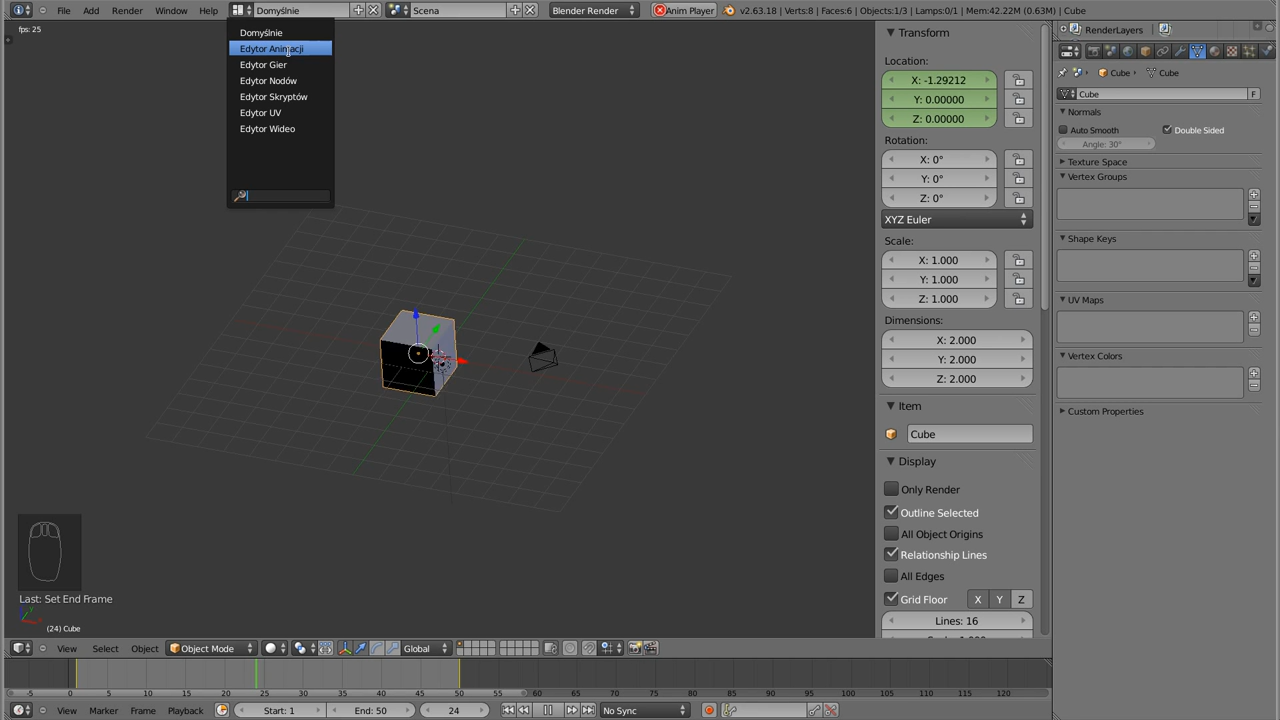 File Add Render Window Help Domyślnie Scena Blender Render Anim Player v2.63.18 | Verts:8 | Faces:6 | Objects:1/3 | Lamps:0/1 | Mem:42.22M (0.63M) | Cube
fps: 25
Domyślnie
Edytor Animacji
Edytor Gier
Edytor Nodów
Edytor Skryptów
Edytor UV
Edytor Wideo
Last: Set End Frame
(24) Cube
Transform
Location:
X: -1.29212
Y: 0.00000
Z: 0.00000
Rotation:
X: 0°
Y: 0°
Z: 0°
XYZ Euler
Scale:
X: 1.000
Y: 1.000
Z: 1.000
Dimensions:
X: 2.000
Y: 2.000
Z: 2.000
Item
Cube
Display
Only Render
Outline Selected
All Object Origins
Relationship Lines
All Edges
Grid Floor X Y Z
Lines: 16
RenderLayers
Cube Cube
Cube F
Normals
Auto Smooth Double Sided
Angle: 30°
Texture Space
Vertex Groups
Shape Keys
UV Maps
Vertex Colors
Custom Properties
View Select Object Object Mode Global
-5 0 5 10 15 20 25 30 35 40 45 50 55 60 65 70 75 80 85 90 95 100 105 110 115 120
View Marker Frame Playback Start: 1 End: 50 24 No Sync